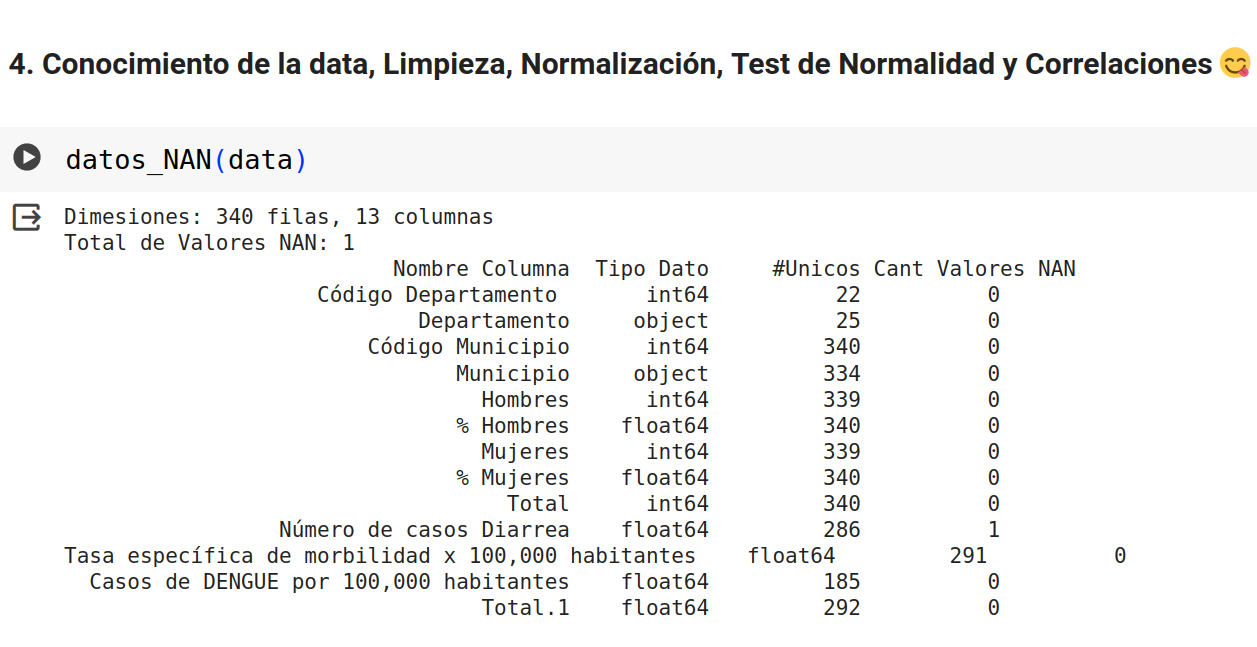 4. Conocimiento de la data, Limpieza, Normalización, Test de Normalidad y Correlaciones 😋
datos_NAN(data)
Dimesiones: 340 filas, 13 columnas
Total de Valores NAN: 1
Nombre Columna Tipo Dato #Unicos Cant Valores NAN
Código Departamento int64 22 0
Departamento object 25 0
Código Municipio int64 340 0
Municipio object 334 0
Hombres int64 339 0
% Hombres float64 340 0
Mujeres int64 339 0
% Mujeres float64 340 0
Total int64 340 0
Número de casos Diarrea float64 286 1
Tasa específica de morbilidad x 100,000 habitantes float64 291 0
Casos de DENGUE por 100,000 habitantes float64 185 0
Total.1 float64 292 0